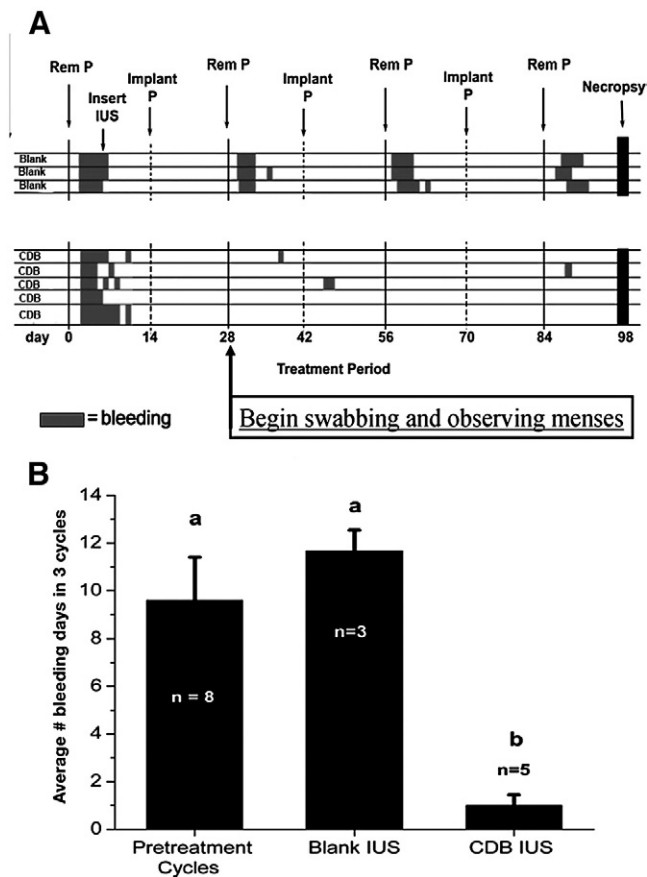 A
Rem P
Insert
IUS
Implant
P
Rem P
Implant
P
Rem P
Implant
P
Rem P
Necropsy
Blank
Blank
Blank
CDB
CDB
CDB
CDB
CDB
day 0 14 28 42 56 70 84 98
Treatment Period
= bleeding
Begin swabbing and observing menses
B
Average # bleeding days in 3 cycles
14
12
10
8
6
4
2
0
a
a
b
n = 8
n=3
n=5
Pretreatment
Cycles
Blank IUS
CDB IUS